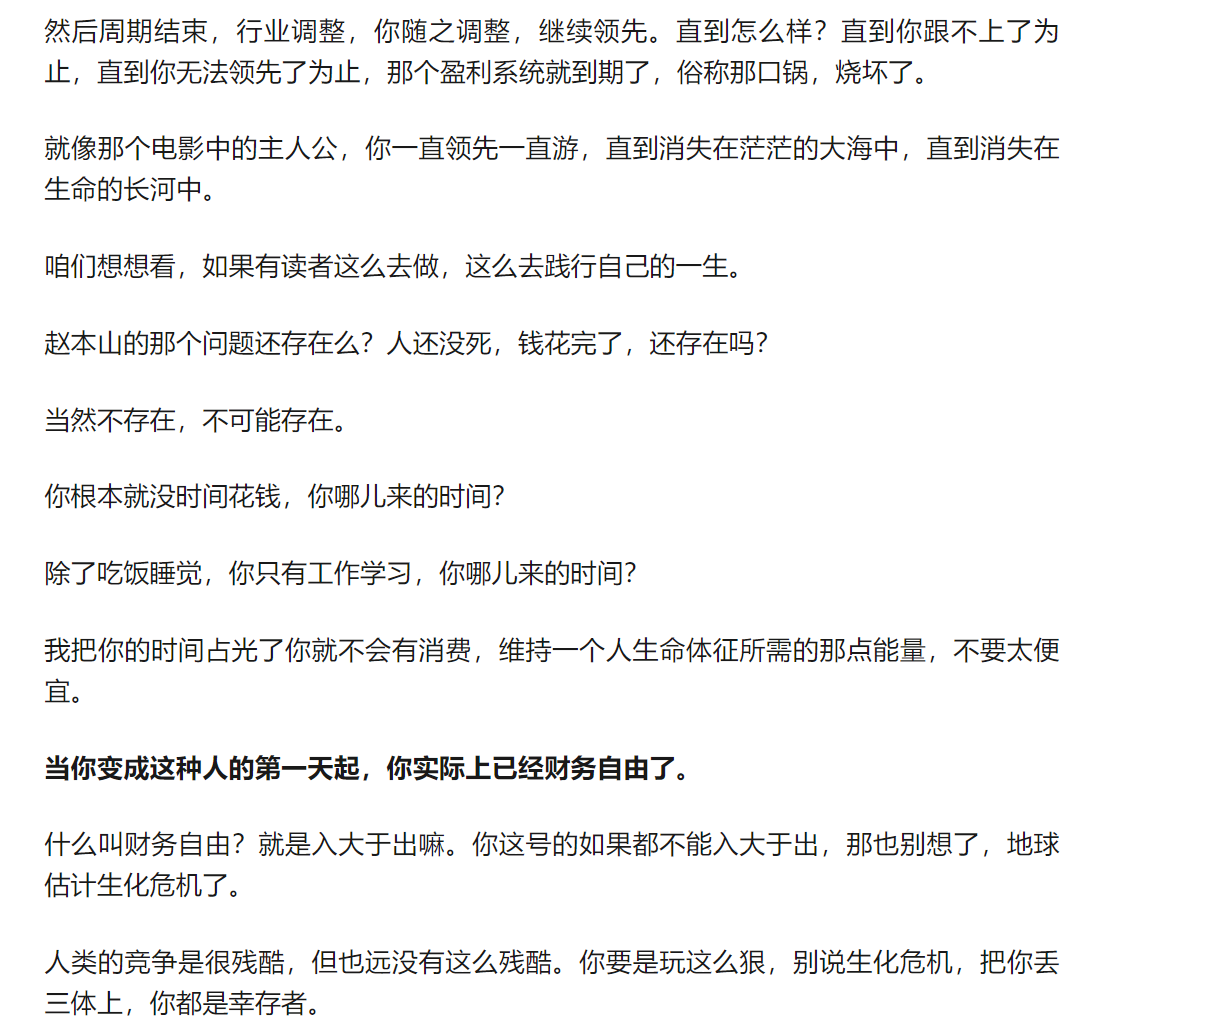 然后周期结束，行业调整，你随之调整，继续领先。直到怎么样？直到你跟不上了为
止，直到你无法领先了为止，那个盈利系统就到期了，俗称那口锅，烧坏了。
就像那个电影中的主人公，你一直领先一直游，直到消失在茫茫的大海中，直到消失在
生命的长河中。
咱们想想看，如果有读者这么去做，这么去践行自己的一生。
赵本山的那个问题还存在么？人还没死，钱花完了，还存在吗？
当然不存在，不可能存在。
你根本就没时间花钱，你哪儿来的时间？
除了吃饭睡觉，你只有工作学习，你哪儿来的时间？
我把你的时间占光了你就不会有消费，维持一个人生命体征所需的那点能量，不要太便
宜。
当你变成这种人的第一天起，你实际上已经财务自由了。
什么叫财务自由？就是入大于出嘛。你这号的如果都不能入大于出，那也别想了，地球
估计生化危机了。
人类的竞争是很残酷，但也远没有这么残酷。你要是玩这么狠，别说生化危机，把你丢
三体上，你都是幸存者。